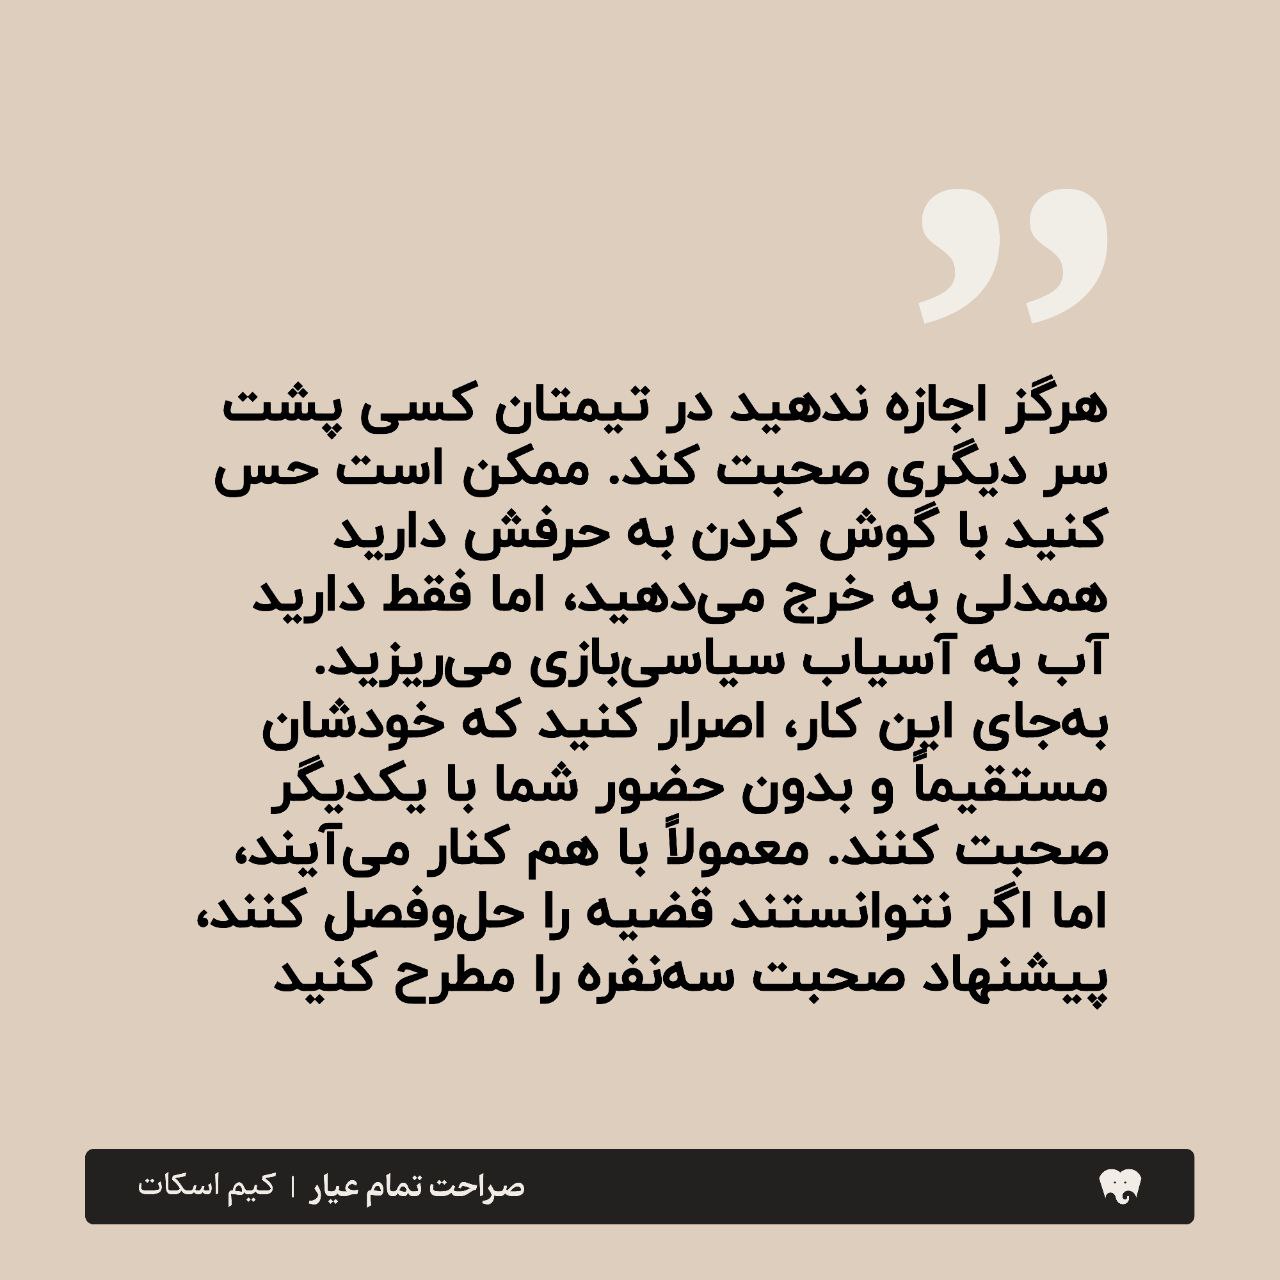 هرگز اجازه ندهید در تیمتان کسی پشت
سر دیگری صحبت کند. ممکن است حس
کنید با گوش کردن به حرفش دارید
همدلی به خرج می‌دهید، اما فقط دارید
آب به آسیاب سیاسی‌بازی می‌ریزید.
به‌جای این کار، اصرار کنید که خودشان
مستقیماً و بدون حضور شما با یکدیگر
صحبت کنند. معمولاً با هم کنار می‌آیند،
اما اگر نتوانستند قضیه را حل‌وفصل کنند،
پیشنهاد صحبت سه‌نفره را مطرح کنید
صراحت تمام عیار | کیم اسکات